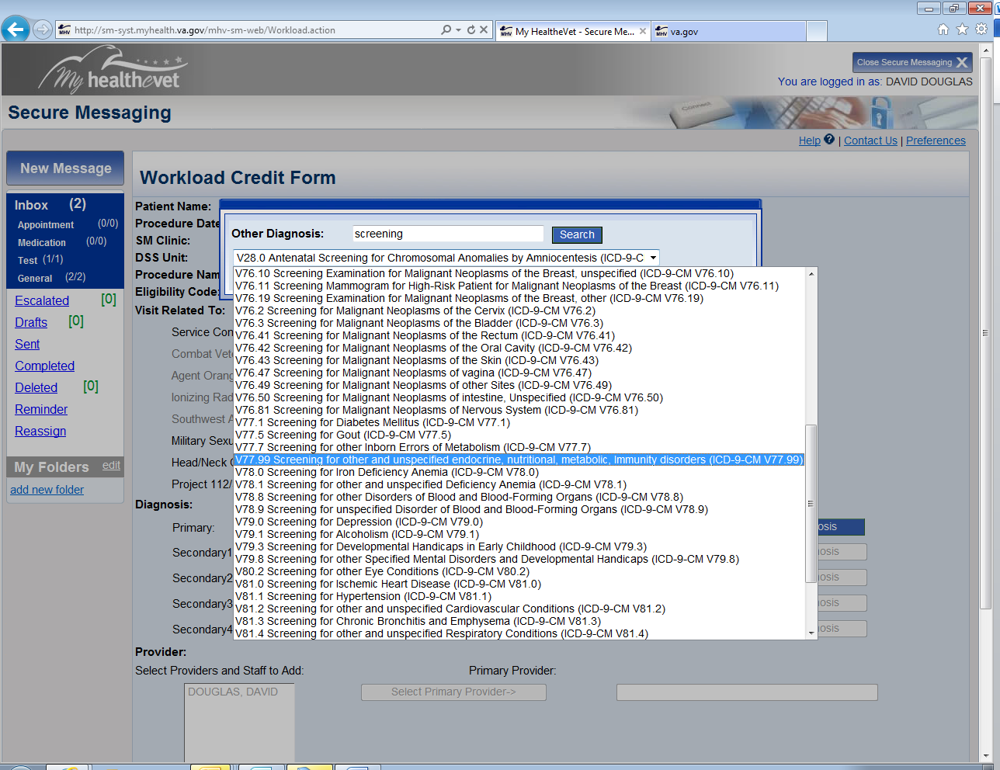 http://sm-syst.myhealth.va.gov/mhv-sm-web/Workload.action
MHV My HealtheVet - Secure Me...
MHV va.gov
My healthevet
Close Secure Messaging X
You are logged in as: DAVID DOUGLAS
Secure Messaging
Help ? | Contact Us | Preferences
New Message
Inbox (2)
Appointment (0/0)
Medication (0/0)
Test (1/1)
General (2/2)
Escalated [0]
Drafts [0]
Sent
Completed
Deleted [0]
Reminder
Reassign
My Folders edit
add new folder
Workload Credit Form
Patient Name:
Procedure Date
SM Clinic:
DSS Unit:
Procedure Nam
Eligibility Code:
Visit Related To:
Service Con
Combat Vete
Agent Orang
Ionizing Rad
Southwest A
Military Sexu
Head/Neck C
Project 112/
Other Diagnosis: screening Search
V28.0 Antenatal Screening for Chromosomal Anomalies by Amniocentesis (ICD-9-C
V76.10 Screening Examination for Malignant Neoplasms of the Breast, unspecified (ICD-9-CM V76.10)
V76.11 Screening Mammogram for High-Risk Patient for Malignant Neoplasms of the Breast (ICD-9-CM V76.11)
V76.19 Screening Examination for Malignant Neoplasms of the Breast, other (ICD-9-CM V76.19)
V76.2 Screening for Malignant Neoplasms of the Cervix (ICD-9-CM V76.2)
V76.3 Screening for Malignant Neoplasms of the Bladder (ICD-9-CM V76.3)
V76.41 Screening for Malignant Neoplasms of the Rectum (ICD-9-CM V76.41)
V76.42 Screening for Malignant Neoplasms of the Oral Cavity (ICD-9-CM V76.42)
V76.43 Screening for Malignant Neoplasms of the Skin (ICD-9-CM V76.43)
V76.47 Screening for Malignant Neoplasms of vagina (ICD-9-CM V76.47)
V76.49 Screening for Malignant Neoplasms of other Sites (ICD-9-CM V76.49)
V76.50 Screening for Malignant Neoplasms of intestine, Unspecified (ICD-9-CM V76.50)
V76.81 Screening for Malignant Neoplasms of Nervous System (ICD-9-CM V76.81)
V77.1 Screening for Diabetes Mellitus (ICD-9-CM V77.1)
V77.5 Screening for Gout (ICD-9-CM V77.5)
V77.7 Screening for other Inborn Errors of Metabolism (ICD-9-CM V77.7)
V77.99 Screening for other and unspecified endocrine, nutritional, metabolic, Immunity disorders (ICD-9-CM V77.99)
V78.0 Screening for Iron Deficiency Anemia (ICD-9-CM V78.0)
V78.1 Screening for other and unspecified Deficiency Anemia (ICD-9-CM V78.1)
V78.8 Screening for other Disorders of Blood and Blood-Forming Organs (ICD-9-CM V78.8)
V78.9 Screening for unspecified Disorder of Blood and Blood-Forming Organs (ICD-9-CM V78.9)
V79.0 Screening for Depression (ICD-9-CM V79.0)
V79.1 Screening for Alcoholism (ICD-9-CM V79.1)
V79.3 Screening for Developmental Handicaps in Early Childhood (ICD-9-CM V79.3)
V79.8 Screening for other Specified Mental Disorders and Developmental Handicaps (ICD-9-CM V79.8)
V80.2 Screening for other Eye Conditions (ICD-9-CM V80.2)
V81.0 Screening for Ischemic Heart Disease (ICD-9-CM V81.0)
V81.1 Screening for Hypertension (ICD-9-CM V81.1)
V81.2 Screening for other and unspecified Cardiovascular Conditions (ICD-9-CM V81.2)
V81.3 Screening for Chronic Bronchitis and Emphysema (ICD-9-CM V81.3)
V81.4 Screening for other and unspecified Respiratory Conditions (ICD-9-CM V81.4)
Diagnosis:
Primary: osis
Secondary1 nosis
Secondary2 nosis
Secondary3 nosis
Secondary4 nosis
Provider:
Select Providers and Staff to Add: Primary Provider:
DOUGLAS, DAVID Select Primary Provider->